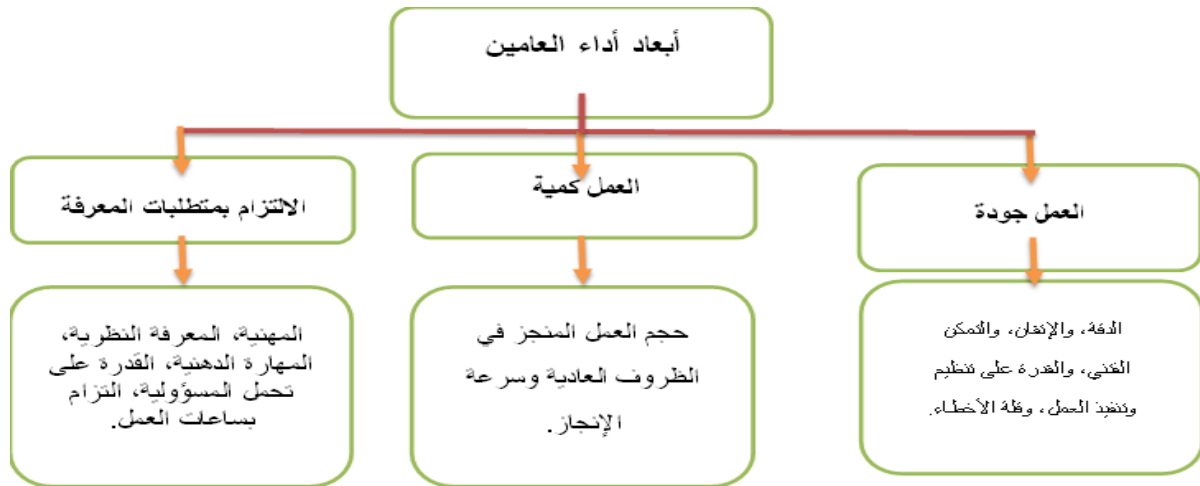 أبعاد أداء العامين
العمل جودة
العمل كمية
الالتزام بمتطلبات المعرفة
الدقة، والإتقان، والتمكن
الفني، والقدرة على تنظيم
وتنفيذ العمل، وقلة الأخطاء.
حجم العمل المنجز في
الظروف العادية وسرعة
الإنجاز.
المهنية، المعرفة النظرية،
المهارة الدهنية، القدرة على
تحمل المسؤولية، التزام
بساعات العمل.